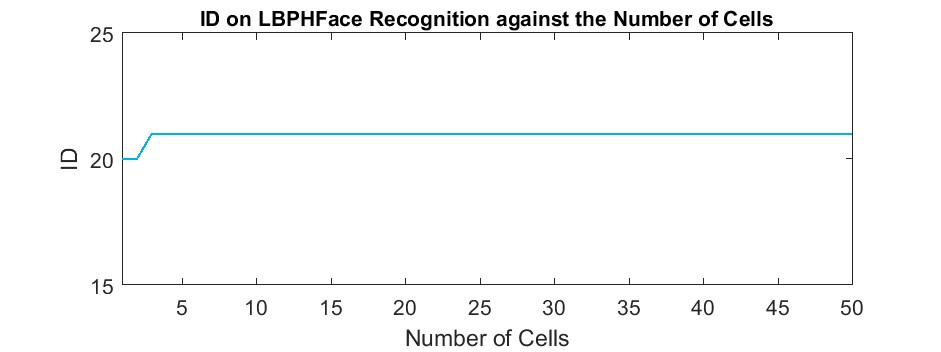 ID on LBPHFace Recognition against the Number of Cells
25
20
15
ID
5 10 15 20 25 30 35 40 45 50
Number of Cells